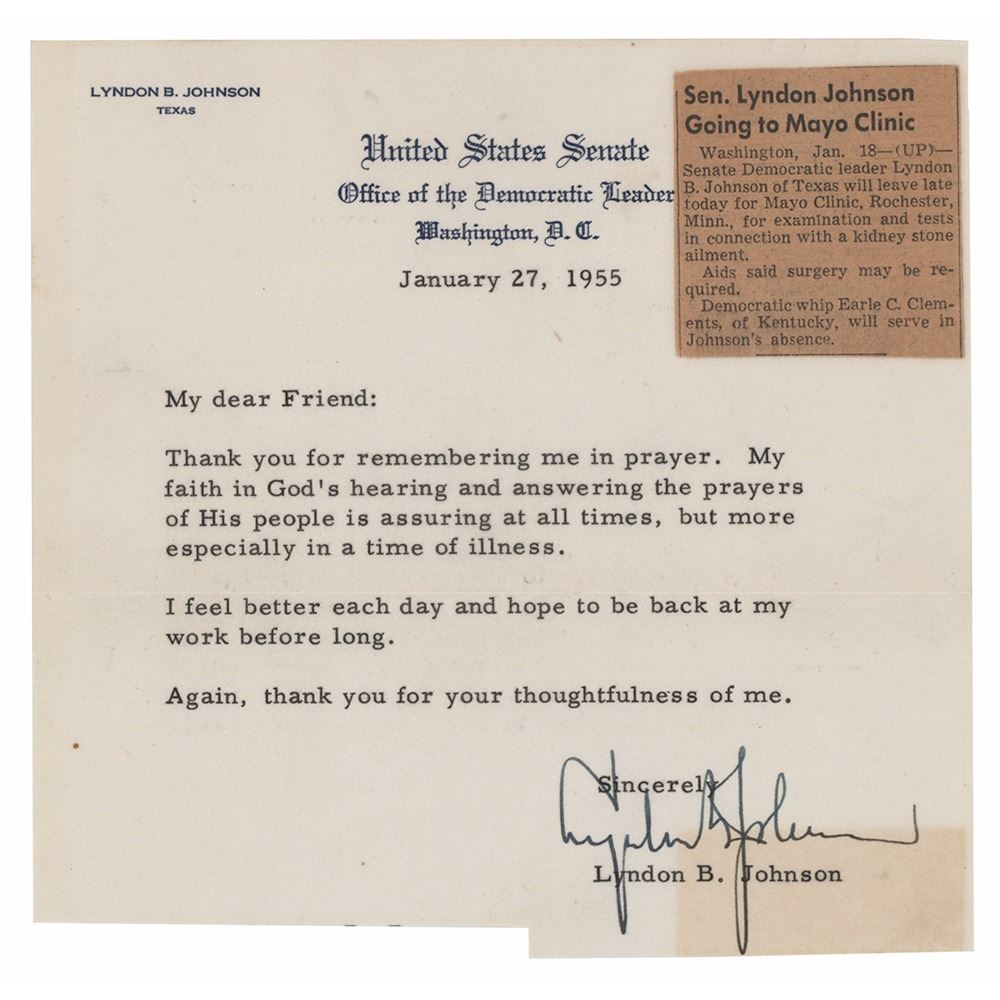 LYNDON B. JOHNSON
TEXAS
United States Senate
Office of the Democratic Leader
Washington, D. C.
January 27, 1955
Sen. Lyndon Johnson
Going to Mayo Clinic
Washington, Jan. 18—(UP)—
Senate Democratic leader Lyndon
B. Johnson of Texas will leave late
today for Mayo Clinic, Rochester,
Minn., for examination and tests
in connection with a kidney stone
ailment.
Aids said surgery may be re-
quired.
Democratic whip Earle C. Clem-
ents, of Kentucky, will serve in
Johnson's absence.
My dear Friend:
Thank you for remembering me in prayer. My
faith in God's hearing and answering the prayers
of His people is assuring at all times, but more
especially in a time of illness.
I feel better each day and hope to be back at my
work before long.
Again, thank you for your thoughtfulness of me.
Sincerely
Lyndon B Johnson
Lyndon B. Johnson